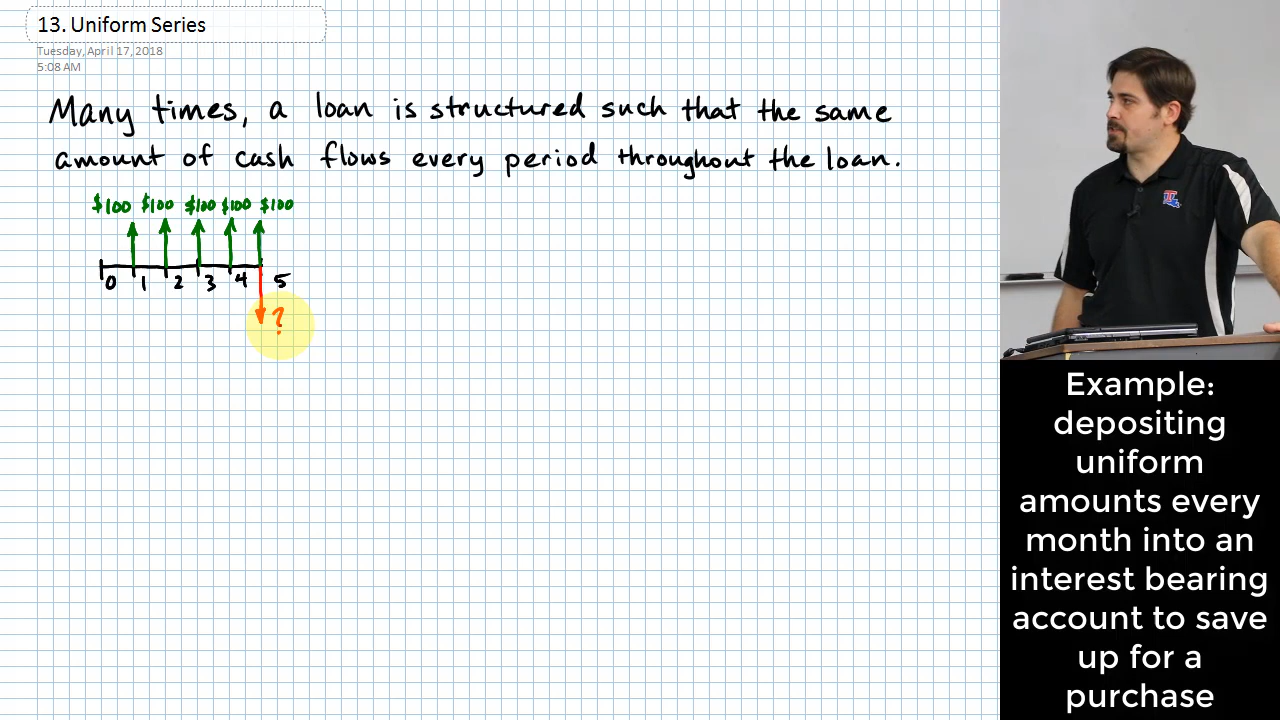 13. Uniform Series
Tuesday, April 17, 2018
5:08 AM
Many times, a loan is structured such that the same
amount of cash flows every period throughout the loan.
$100 $100 $100 $100 $100
0 1 2 3 4 5
?
Example:
depositing
uniform
amounts every
month into an
interest bearing
account to save
up for a
purchase